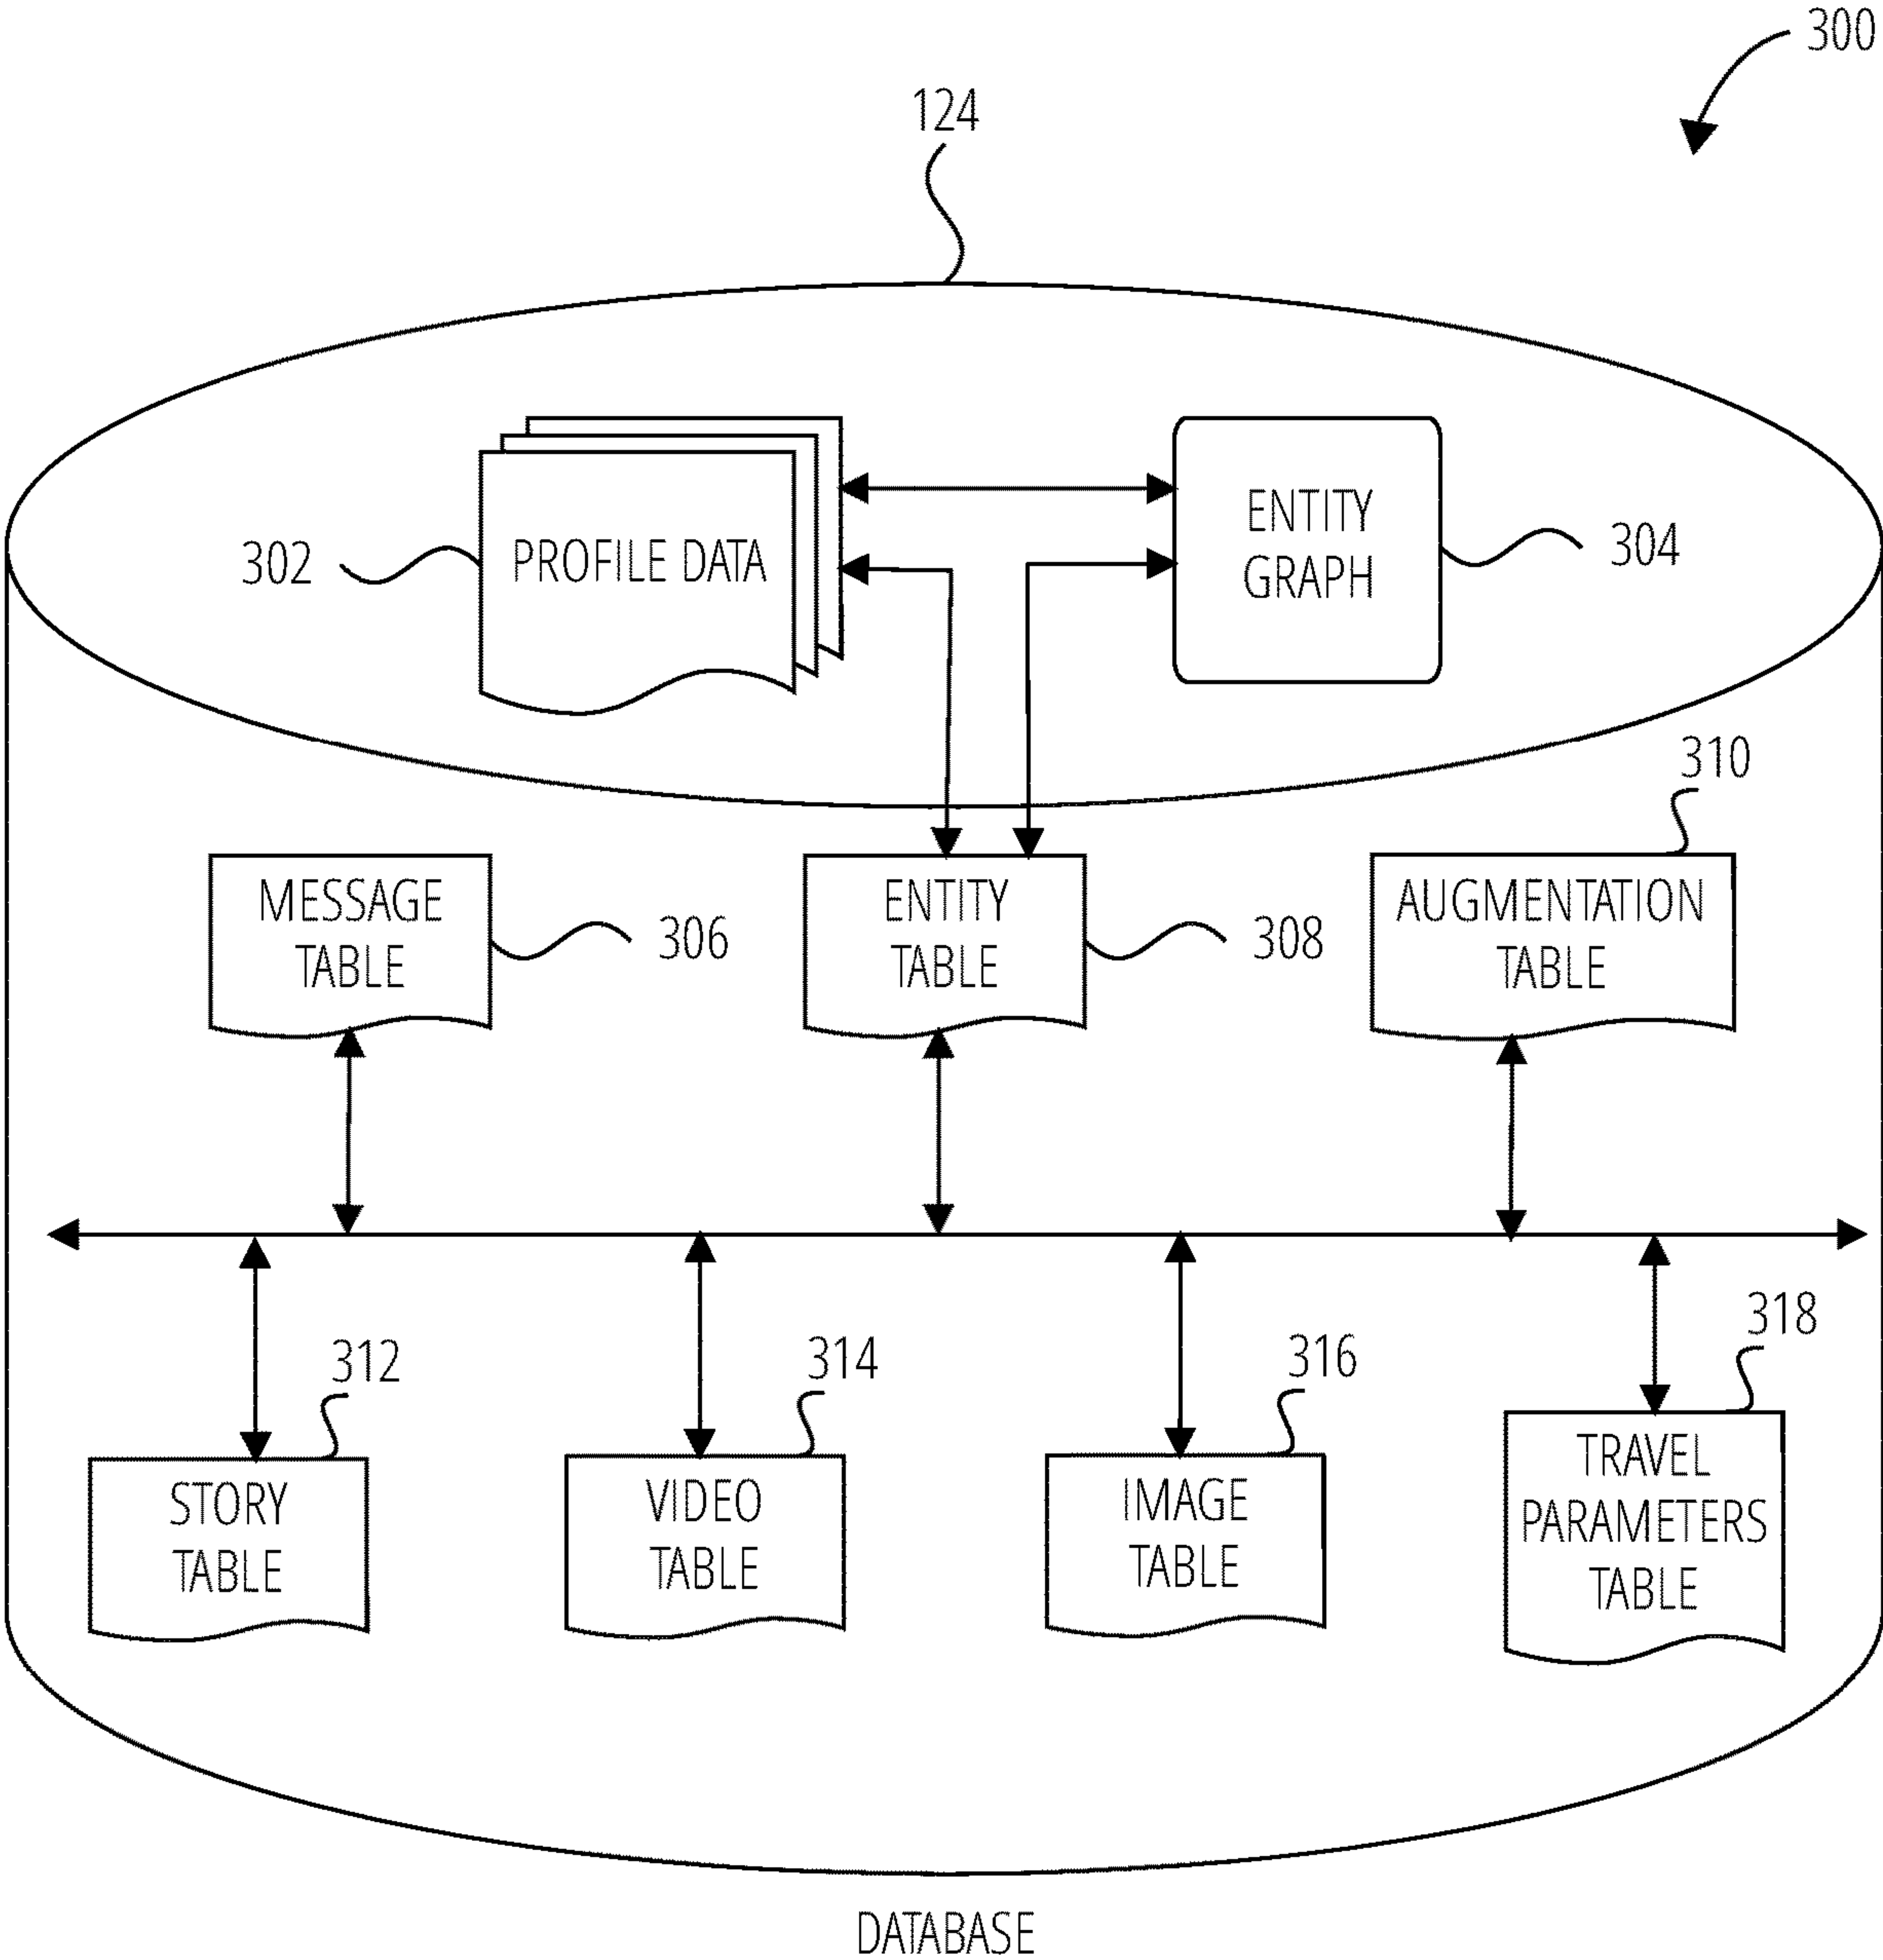 300
124
302
PROFILE DATA
ENTITY
GRAPH
304
310
MESSAGE
TABLE
306
ENTITY
TABLE
308
AUGMENTATION
TABLE
312
314
316
318
STORY
TABLE
VIDEO
TABLE
IMAGE
TABLE
TRAVEL
PARAMETERS
TABLE
DATABASE